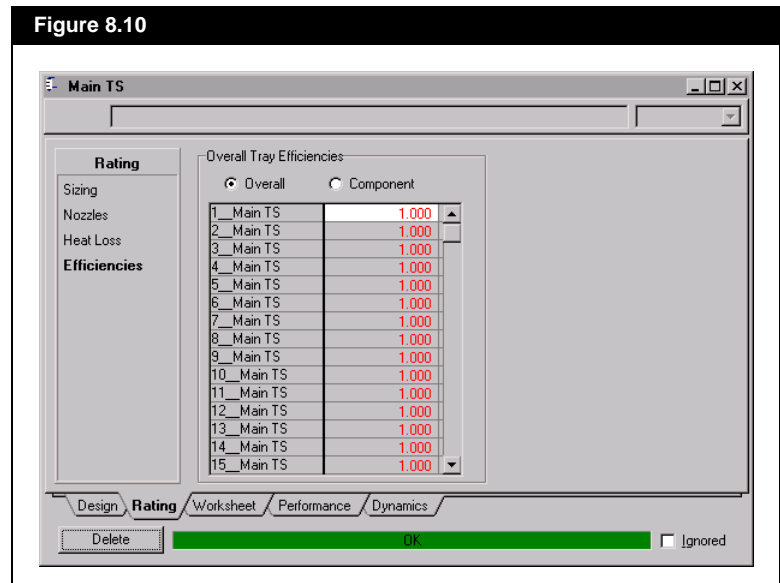 Figure 8.10
Main TS
Rating
Sizing
Nozzles
Heat Loss
Efficiencies
Overall Tray Efficiencies
Overall Component
1__Main TS 1.000
2__Main TS 1.000
3__Main TS 1.000
4__Main TS 1.000
5__Main TS 1.000
6__Main TS 1.000
7__Main TS 1.000
8__Main TS 1.000
9__Main TS 1.000
10__Main TS 1.000
11__Main TS 1.000
12__Main TS 1.000
13__Main TS 1.000
14__Main TS 1.000
15__Main TS 1.000
Design Rating Worksheet Performance Dynamics
Delete OK Ignored